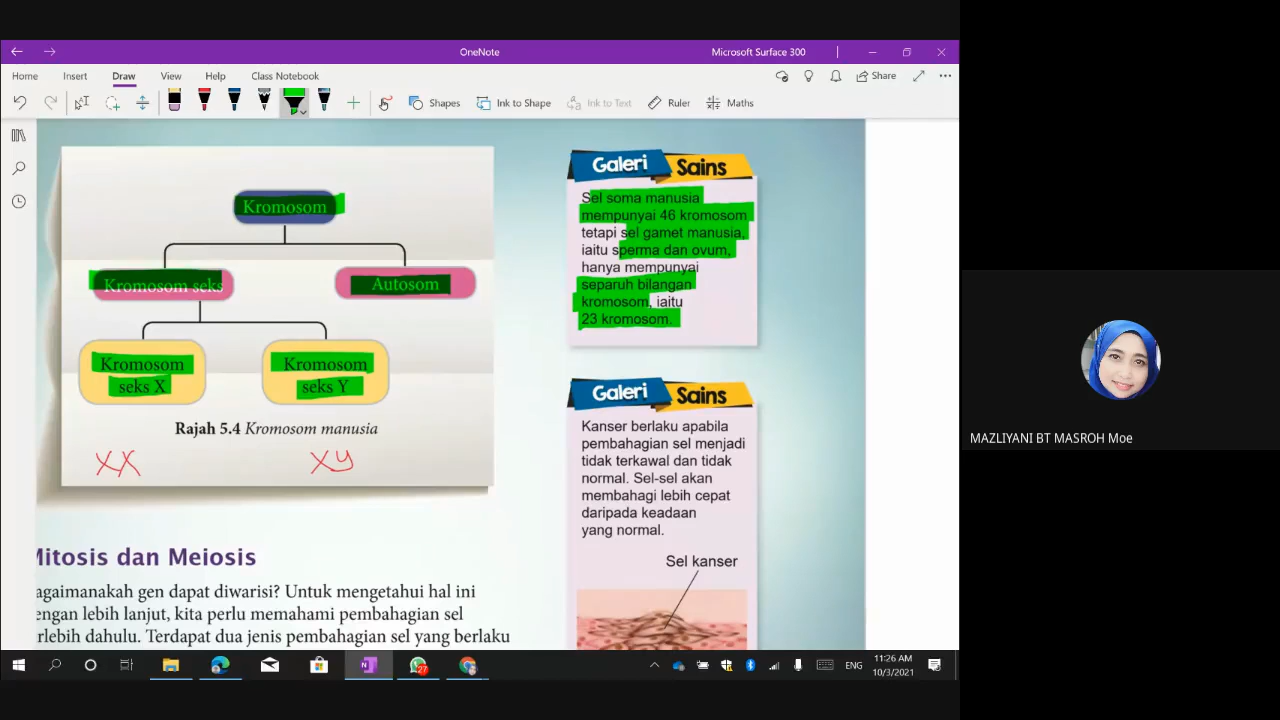 OneNote
Microsoft Surface 300
Home Insert Draw View Help Class Notebook
Share
Shapes Ink to Shape Ink to Text Ruler Maths
Kromosom
Kromosom seks
Autosom
Kromosom
seks X
Kromosom
seks Y
Rajah 5.4 Kromosom manusia
XX
XY
Mitosis dan Meiosis
agaimanakah gen dapat diwarisi? Untuk mengetahui hal ini
engan lebih lanjut, kita perlu memahami pembahagian sel
rlebih dahulu. Terdapat dua jenis pembahagian sel yang berlaku
Galeri Sains
Sel soma manusia
mempunyai 46 kromosom
tetapi sel gamet manusia,
iaitu sperma dan ovum,
hanya mempunyai
separuh bilangan
kromosom, iaitu
23 kromosom.
Galeri Sains
Kanser berlaku apabila
pembahagian sel menjadi
tidak terkawal dan tidak
normal. Sel-sel akan
membahagi lebih cepat
daripada keadaan
yang normal.
Sel kanser
MAZLIYANI BT MASROH Moe
27
ENG
11:26 AM
10/3/2021